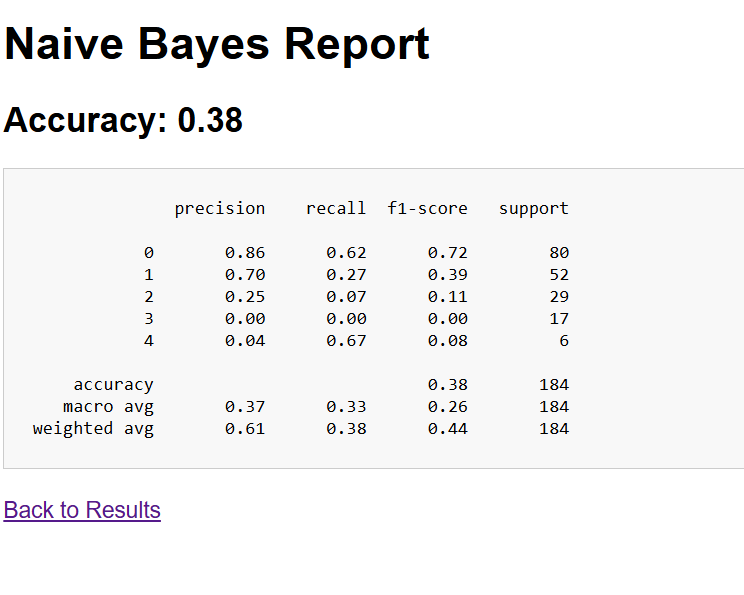 Naive Bayes Report
Accuracy: 0.38
precision recall f1-score support
0 0.86 0.62 0.72 80
1 0.70 0.27 0.39 52
2 0.25 0.07 0.11 29
3 0.00 0.00 0.00 17
4 0.04 0.67 0.08 6
accuracy 0.38 184
macro avg 0.37 0.33 0.26 184
weighted avg 0.61 0.38 0.44 184
Back to Results